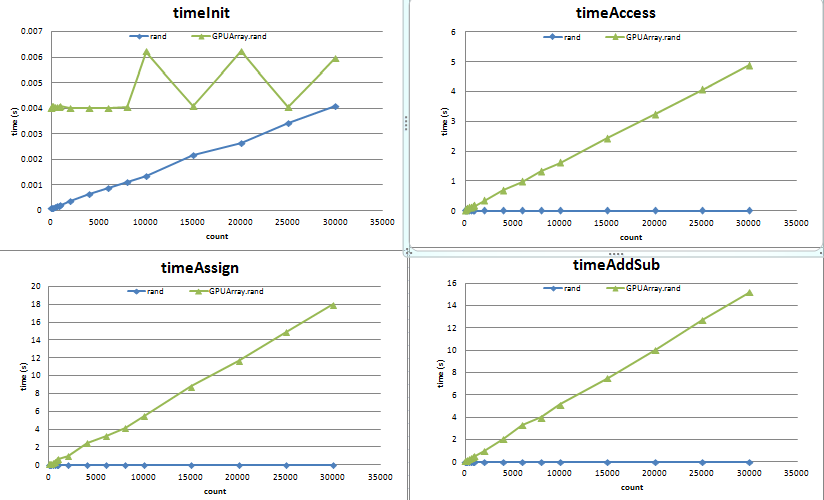 timeInit
rand GPUArray.rand
0.007
0.006
0.005
0.004
0.003
0.002
0.001
0
time (s)
0 5000 10000 15000 20000 25000 30000 35000
count
timeAccess
rand GPUArray.rand
6
5
4
3
2
1
0
time (s)
0 5000 10000 15000 20000 25000 30000 35000
count
timeAssign
rand GPUArray.rand
20
18
16
14
12
10
8
6
4
2
0
time (s)
0 5000 10000 15000 20000 25000 30000 35000
count
timeAddSub
rand GPUArray.rand
16
14
12
10
8
6
4
2
0
time (s)
0 5000 10000 15000 20000 25000 30000 35000
count